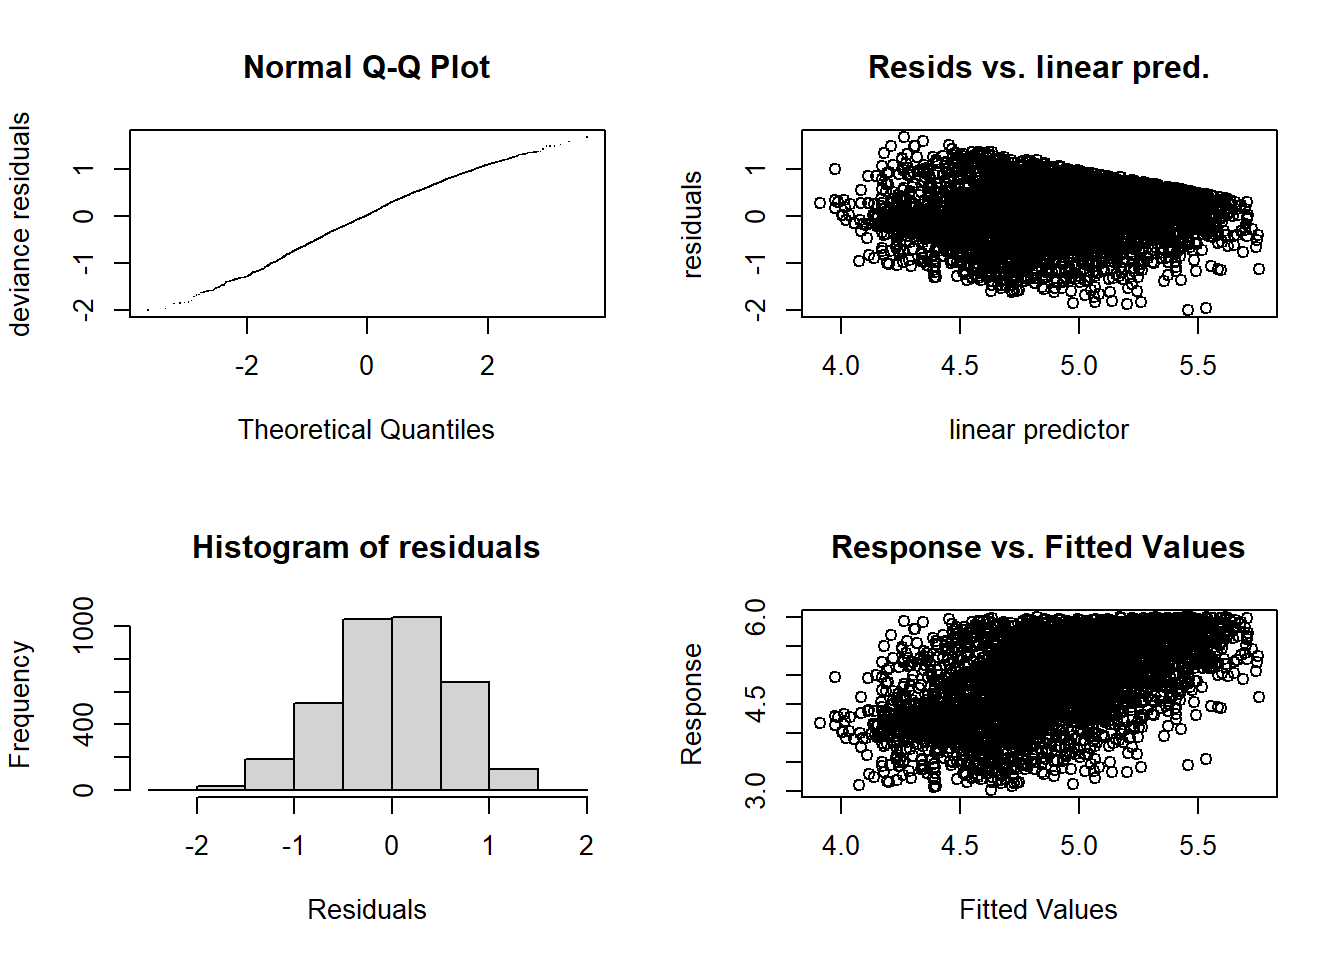 Normal Q-Q Plot
deviance residuals
1
0
-1
-2
-2 0 2
Theoretical Quantiles
Resids vs. linear pred.
residuals
1
0
-1
-2
4.0 4.5 5.0 5.5
linear predictor
Histogram of residuals
Frequency
1000
400
0
-2 -1 0 1 2
Residuals
Response vs. Fitted Values
Response
6.0
4.5
3.0
4.0 4.5 5.0 5.5
Fitted Values